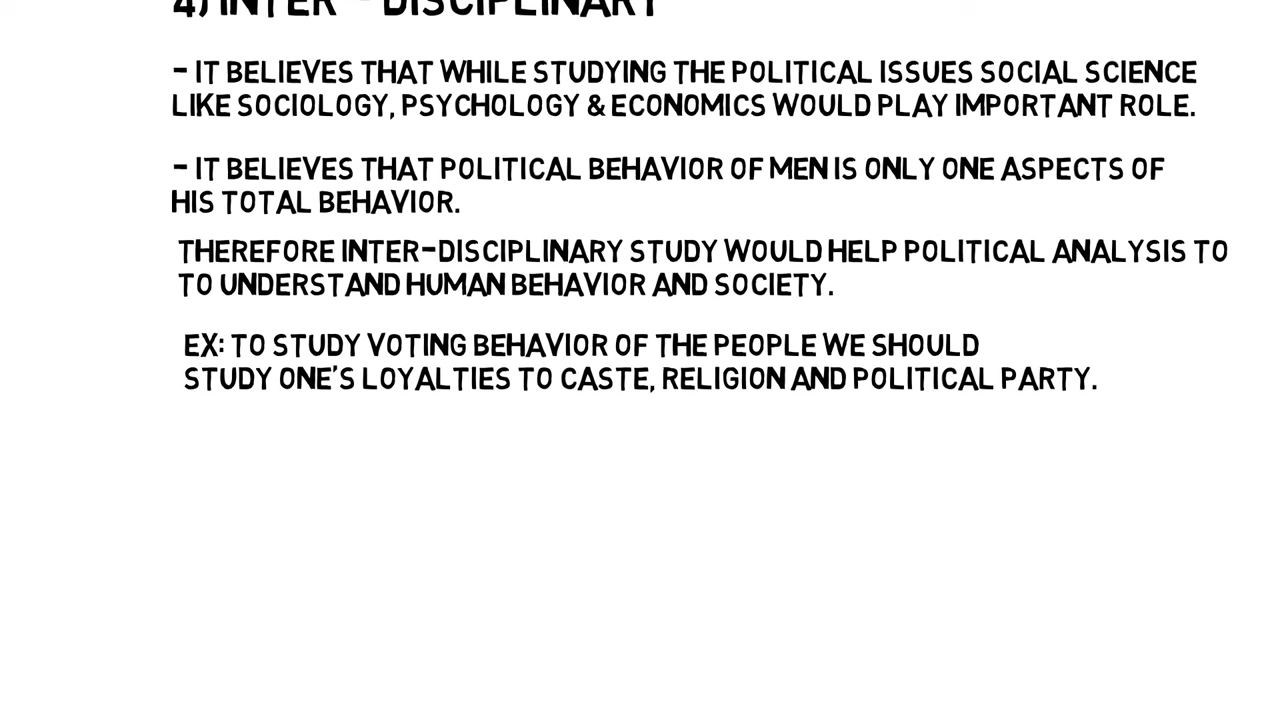 4) INTER - DISCIPLINARY
- IT BELIEVES THAT WHILE STUDYING THE POLITICAL ISSUES SOCIAL SCIENCE
LIKE SOCIOLOGY, PSYCHOLOGY & ECONOMICS WOULD PLAY IMPORTANT ROLE.
- IT BELIEVES THAT POLITICAL BEHAVIOR OF MEN IS ONLY ONE ASPECTS OF
HIS TOTAL BEHAVIOR.
THEREFORE INTER-DISCIPLINARY STUDY WOULD HELP POLITICAL ANALYSIS TO
TO UNDERSTAND HUMAN BEHAVIOR AND SOCIETY.
EX: TO STUDY VOTING BEHAVIOR OF THE PEOPLE WE SHOULD
STUDY ONE'S LOYALTIES TO CASTE, RELIGION AND POLITICAL PARTY.